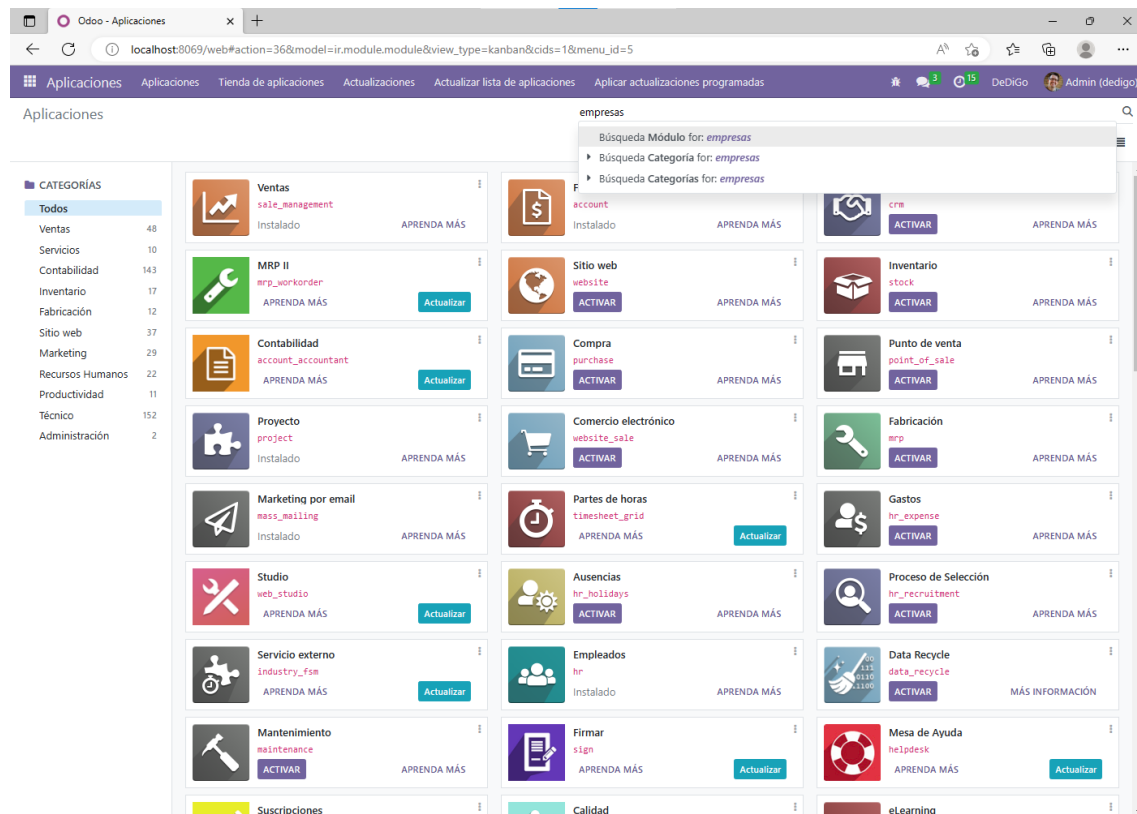 Odoo - Aplicaciones
localhost:8069/web#action=36&model=ir.module.module&view_type=kanban&cids=1&menu_id=5
Aplicaciones Aplicaciones Tienda de aplicaciones Actualizaciones Actualizar lista de aplicaciones Aplicar actualizaciones programadas 3 15 DeDiGo Admin (dedigo)
Aplicaciones
empresas
Búsqueda Módulo for: empresas
Búsqueda Categoría for: empresas
Búsqueda Categorías for: empresas
CATEGORÍAS
Todos
Ventas 48
Servicios 10
Contabilidad 143
Inventario 17
Fabricación 12
Sitio web 37
Marketing 29
Recursos Humanos 22
Productividad 11
Técnico 152
Administración 2
Ventas
sale_management
Instalado APRENDA MÁS
account
Instalado APRENDA MÁS
crm
ACTIVAR APRENDA MÁS
MRP II
mrp_workorder
APRENDA MÁS Actualizar
Sitio web
website
ACTIVAR APRENDA MÁS
Inventario
stock
ACTIVAR APRENDA MÁS
Contabilidad
account_accountant
APRENDA MÁS Actualizar
Compra
purchase
ACTIVAR APRENDA MÁS
Punto de venta
point_of_sale
ACTIVAR APRENDA MÁS
Proyecto
project
Instalado APRENDA MÁS
Comercio electrónico
website_sale
ACTIVAR APRENDA MÁS
Fabricación
mrp
ACTIVAR APRENDA MÁS
Marketing por email
mass_mailing
Instalado APRENDA MÁS
Partes de horas
timesheet_grid
APRENDA MÁS Actualizar
Gastos
hr_expense
ACTIVAR APRENDA MÁS
Studio
web_studio
APRENDA MÁS Actualizar
Ausencias
hr_holidays
ACTIVAR APRENDA MÁS
Proceso de Selección
hr_recruitment
ACTIVAR APRENDA MÁS
Servicio externo
industry_fsm
APRENDA MÁS Actualizar
Empleados
hr
Instalado APRENDA MÁS
Data Recycle
data_recycle
ACTIVAR MÁS INFORMACIÓN
Mantenimiento
maintenance
ACTIVAR APRENDA MÁS
Firmar
sign
APRENDA MÁS Actualizar
Mesa de Ayuda
helpdesk
APRENDA MÁS Actualizar
Suscripciones
Calidad
eLearning